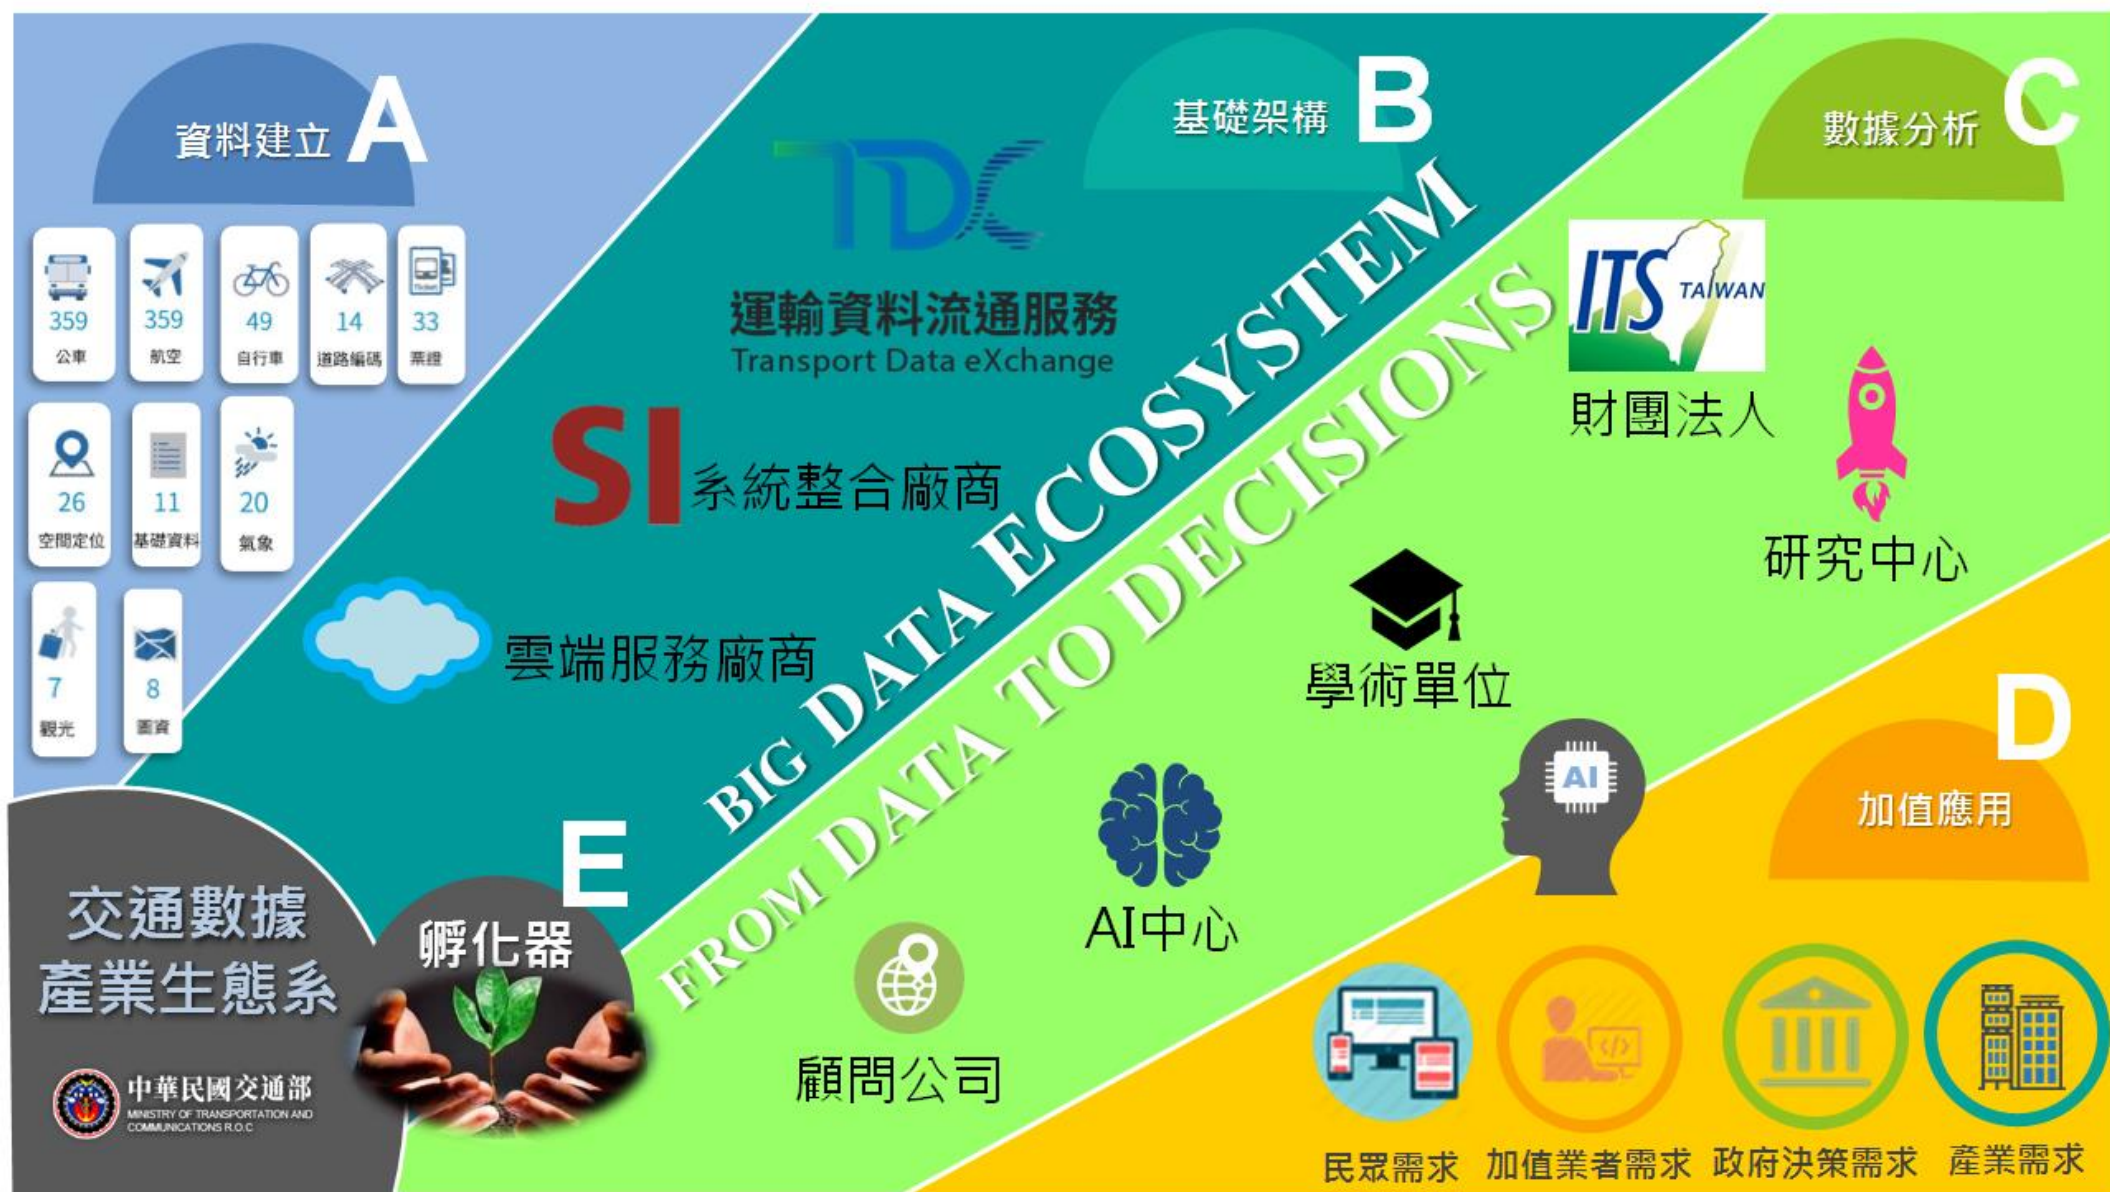 資料建立 A
359
公車
359
航空
49
自行車
14
道路編碼
Ticket
33
票證
26
空間定位
11
基礎資料
20
氣象
7
觀光
8
圖資
基礎架構 B
TDX
運輸資料流通服務
Transport Data eXchange
SI 系統整合廠商
雲端服務廠商
BIG DATA ECOSYSTEM
FROM DATA TO DECISIONS
數據分析 C
ITS TAIWAN
財團法人
研究中心
學術單位
AI中心
顧問公司
AI
D
加值應用
民眾需求
加值業者需求
政府決策需求
產業需求
E
孵化器
交通數據
產業生態系
中華民國交通部
MINISTRY OF TRANSPORTATION AND
COMMUNICATIONS R.O.C